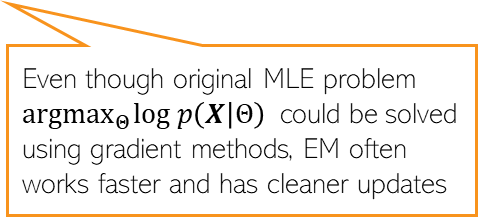 Even though original MLE problem
argmax_Θ log p(X|Θ) could be solved
using gradient methods, EM often
works faster and has cleaner updates